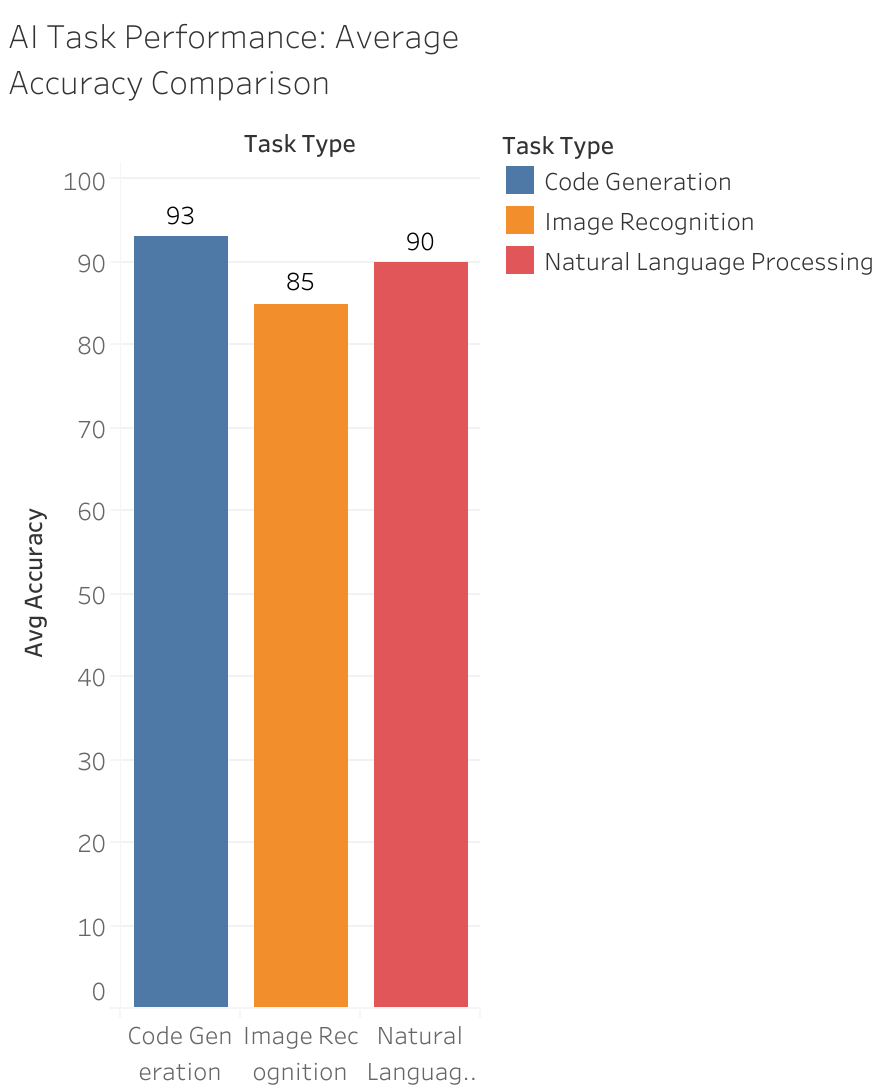 AI Task Performance: Average
Accuracy Comparison
Task Type
100
90
80
70
60
50
40
30
20
10
0
Avg Accuracy
93
85
90
Code Gen
eration
Image Rec
ognition
Natural
Languag..
Task Type
Code Generation
Image Recognition
Natural Language Processing